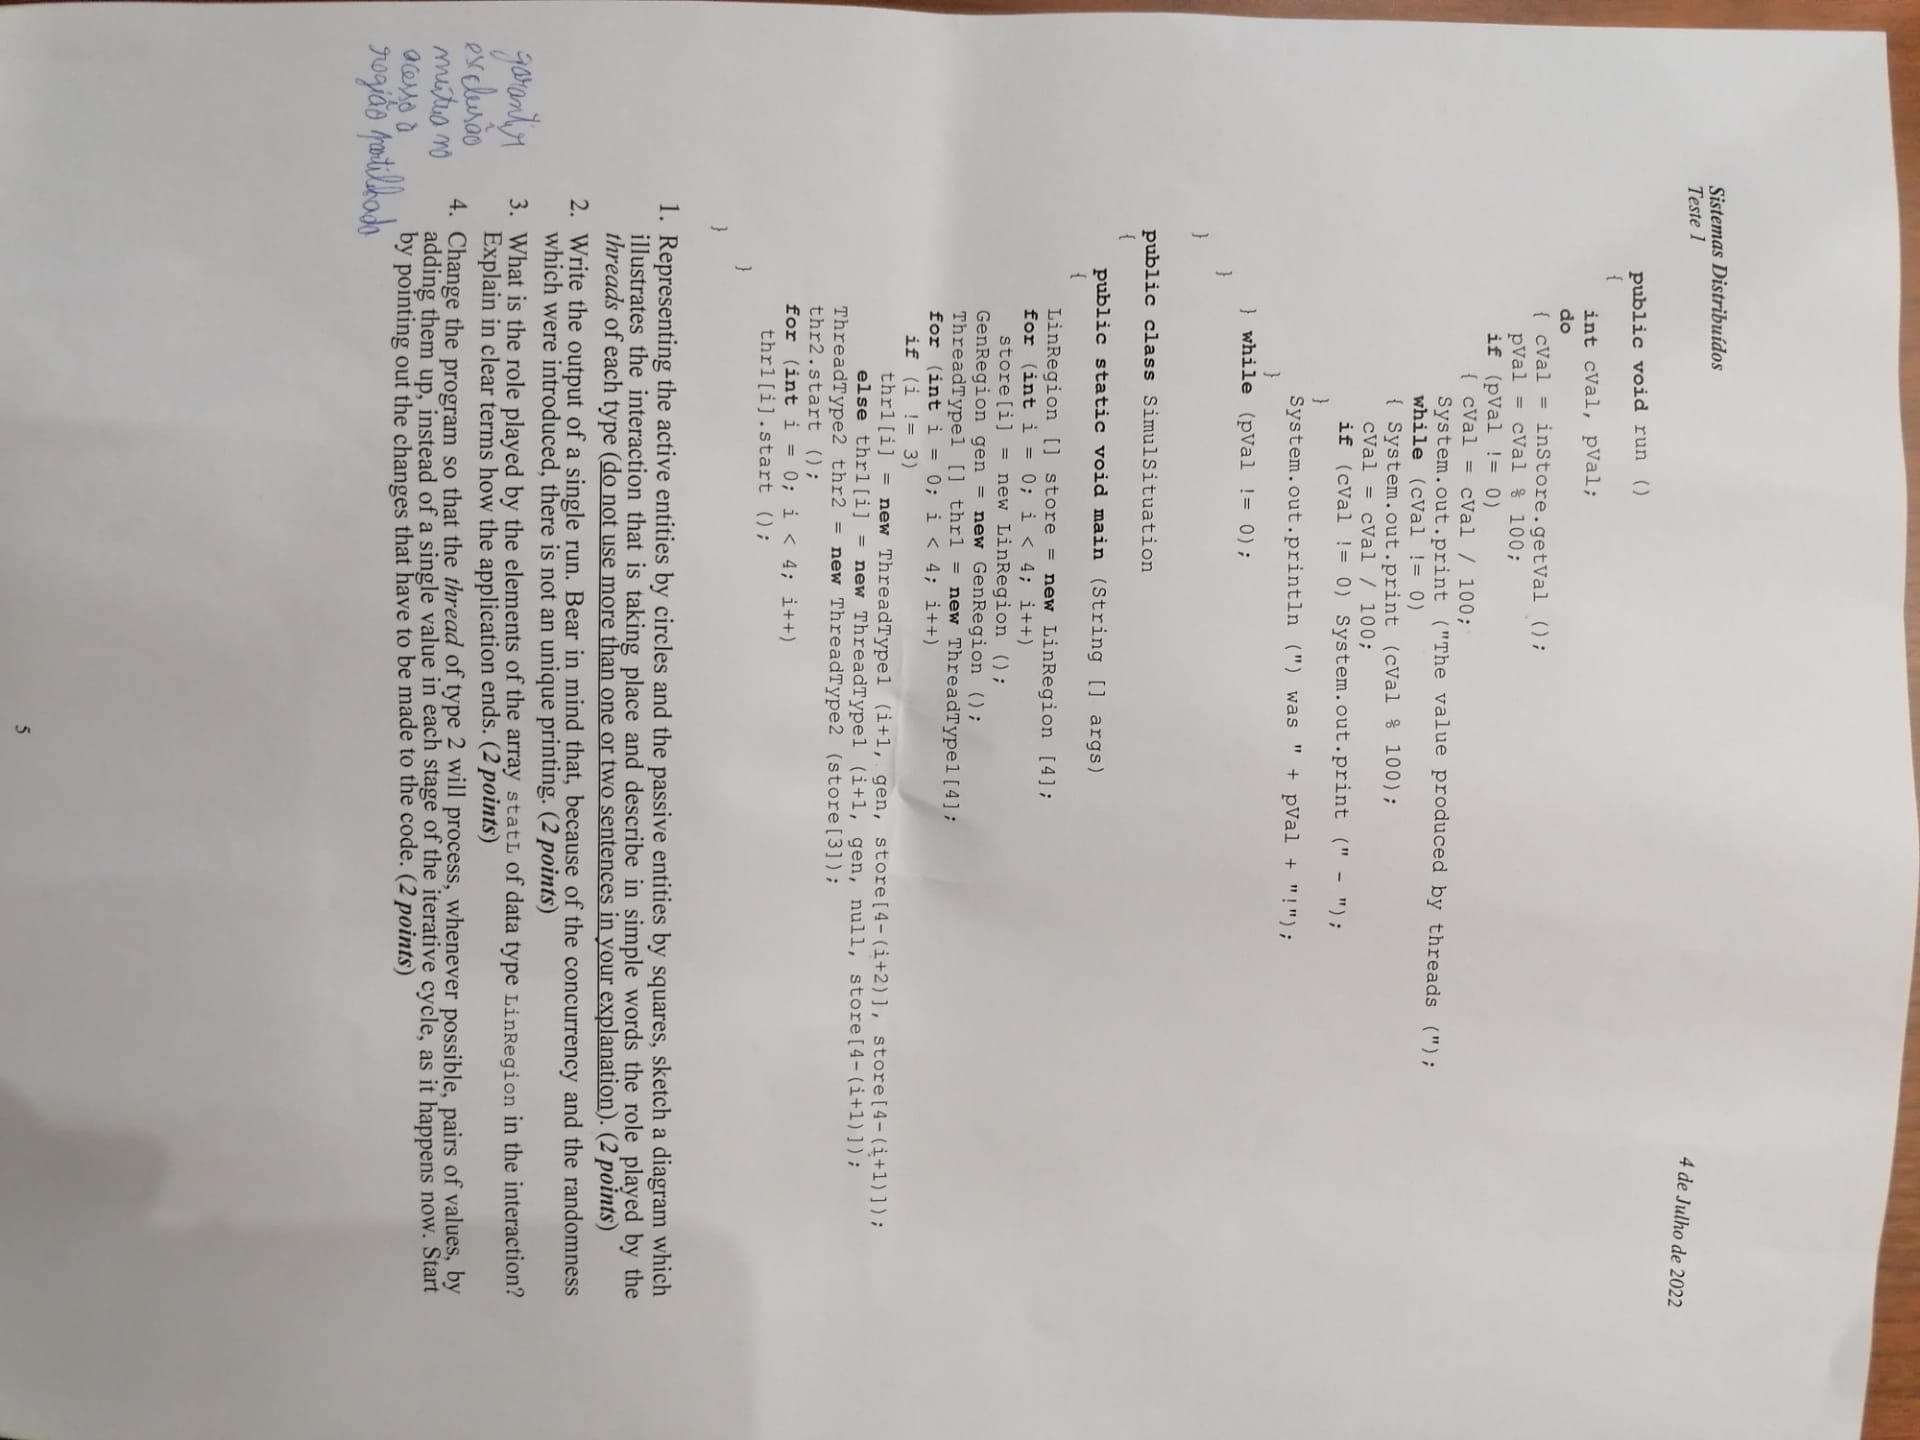 Sistemas Distribuídos
Teste 1
4 de Julho de 2022
public void run ()
{
int cVal, pVal;
do
{ cVal = inStore.getVal ();
pVal = cVal % 100;
if (pVal != 0)
{ cVal = cVal / 100;
System.out.print ("The value produced by threads (");
while (cVal != 0)
{ System.out.print (cVal % 100);
cVal = cVal / 100;
if (cVal != 0) System.out.print (" - ");
}
System.out.println (") was " + pVal + "!");
}
} while (pVal != 0);
}
}
public class SimulSituation
{
public static void main (String [] args)
{
LinRegion [] store = new LinRegion [4];
for (int i = 0; i < 4; i++)
store[i] = new LinRegion ();
GenRegion gen = new GenRegion ();
ThreadType1 [] thr1 = new ThreadType1[4];
for (int i = 0; i < 4; i++)
if (i != 3)
thr1[i] = new ThreadType1 (i+1, gen, store[4-(i+2)], store[4-(i+1)]);
else thr1[i] = new ThreadType1 (i+1, gen, null, store[4-(i+1)]);
ThreadType2 thr2 = new ThreadType2 (store[3]);
thr2.start ();
for (int i = 0; i < 4; i++)
thr1[i].start ();
}
}
1. Representing the active entities by circles and the passive entities by squares, sketch a diagram which
illustrates the interaction that is taking place and describe in simple words the role played by the
threads of each type (do not use more than one or two sentences in your explanation). (2 points)
2. Write the output of a single run. Bear in mind that, because of the concurrency and the randomness
which were introduced, there is not an unique printing. (2 points)
3. What is the role played by the elements of the array statL of data type LinRegion in the interaction?
Explain in clear terms how the application ends. (2 points)
4. Change the program so that the thread of type 2 will process, whenever possible, pairs of values, by
adding them up, instead of a single value in each stage of the iterative cycle, as it happens now. Start
by pointing out the changes that have to be made to the code. (2 points)
garantir
exclusão
mútua no
acesso à
região partilhada
5